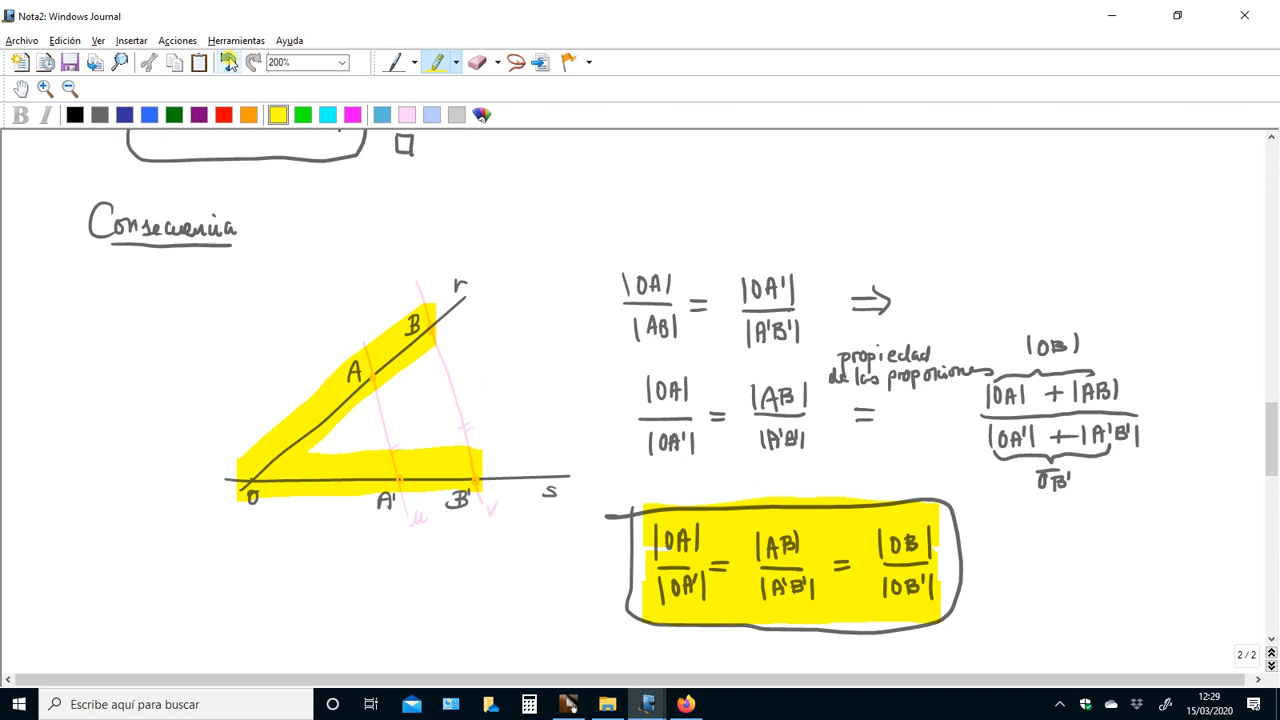 Nota2: Windows Journal
Archivo Edición Ver Insertar Acciones Herramientas Ayuda
200%
B I
Consecuencia
r
B
A
O A' B' s
u v
|OA| / |AB| = |OA'| / |A'B'| ⇒
|OA| / |OA'| = |AB| / |A'B'| = |OA| + |AB| / |OA'| + |A'B'|
propiedad
de las proporciones
|OB|
OB'
|OA| / |OA'| = |AB| / |A'B'| = |OB| / |OB'|
2 / 2
Escribe aquí para buscar
12:29
15/03/2020